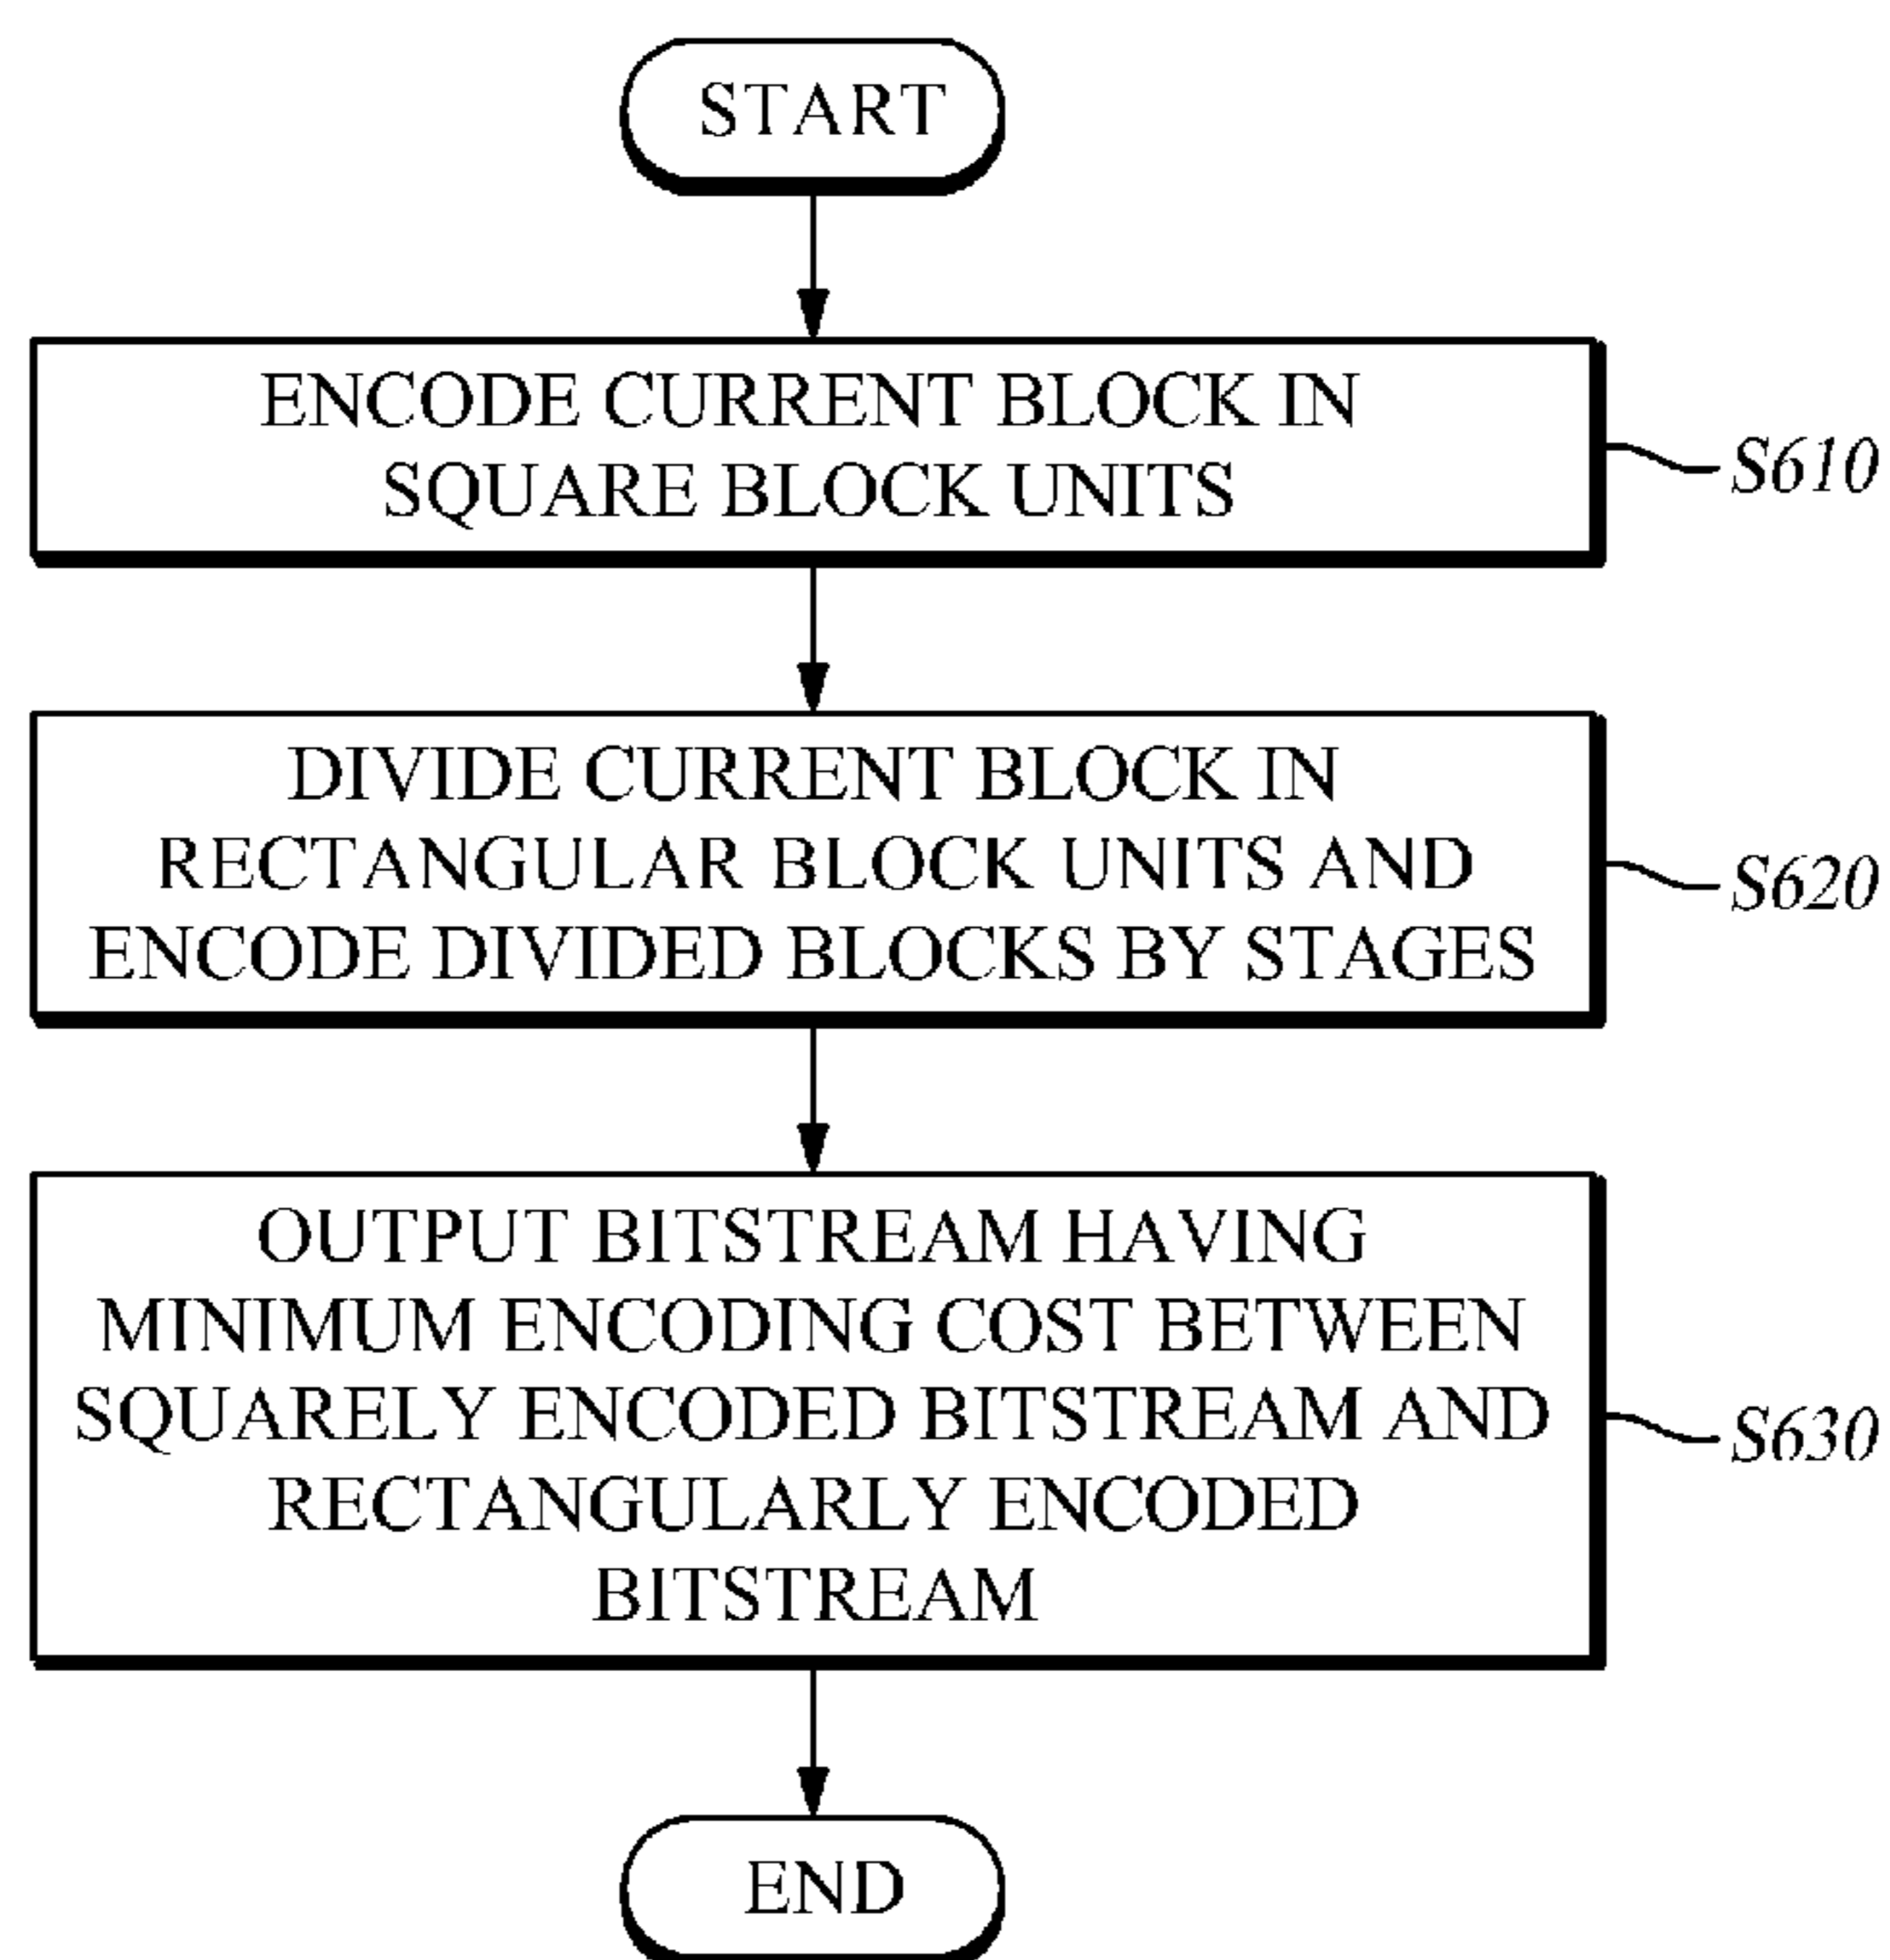 START
ENCODE CURRENT BLOCK IN
SQUARE BLOCK UNITS
S610
DIVIDE CURRENT BLOCK IN
RECTANGULAR BLOCK UNITS AND
ENCODE DIVIDED BLOCKS BY STAGES
S620
OUTPUT BITSTREAM HAVING
MINIMUM ENCODING COST BETWEEN
SQUARELY ENCODED BITSTREAM AND
RECTANGULARLY ENCODED
BITSTREAM
S630
END